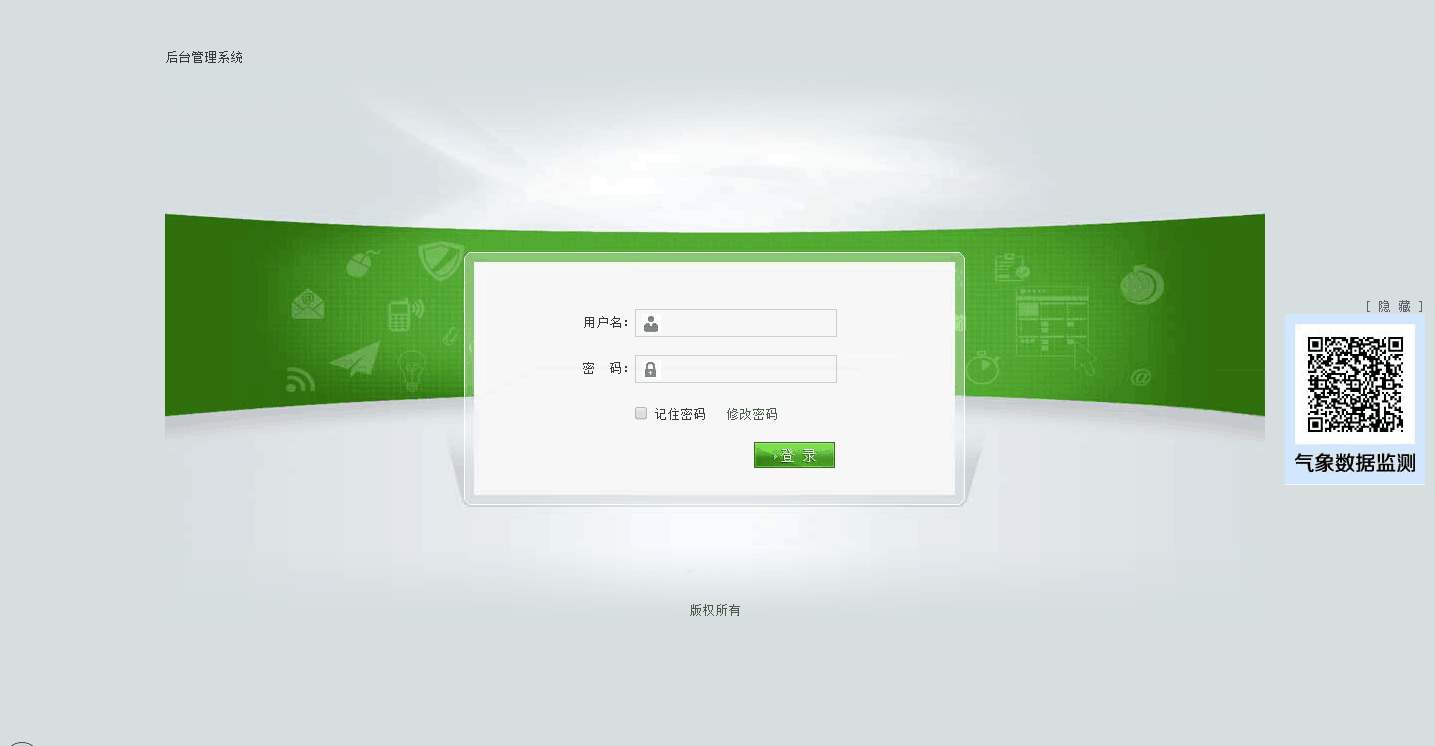 后台管理系统
[ 隐 藏 ]
用户名：
密 码：
记住密码 修改密码
登 录
气象数据监测
版权所有